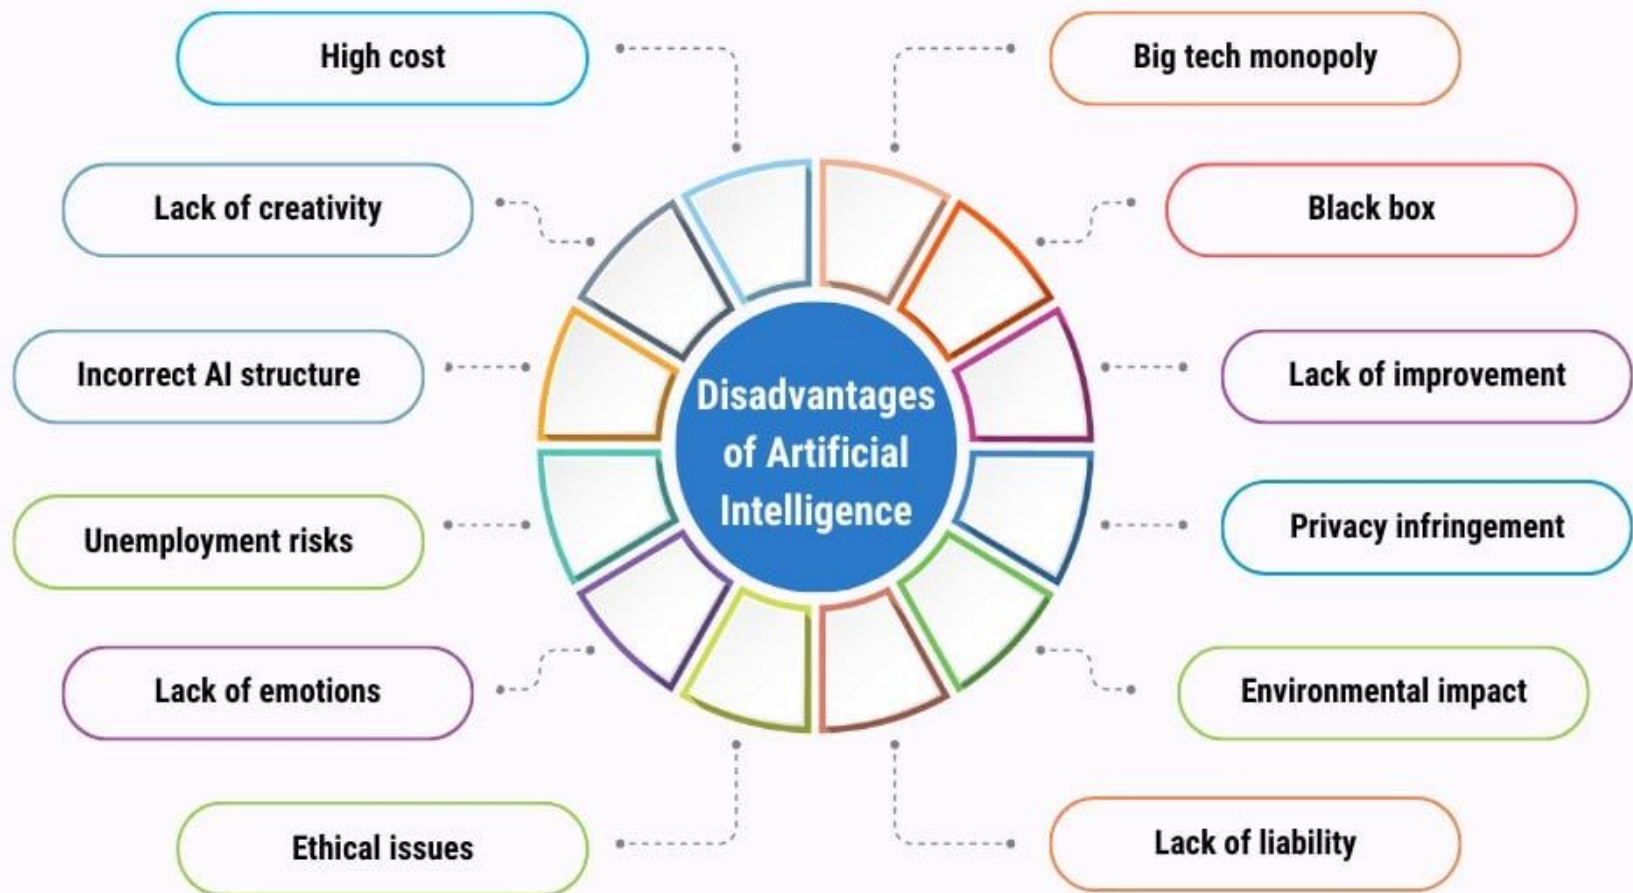 High cost
Big tech monopoly
Lack of creativity
Black box
Incorrect AI structure
Lack of improvement
Disadvantages
of Artificial
Intelligence
Unemployment risks
Privacy infringement
Lack of emotions
Environmental impact
Ethical issues
Lack of liability